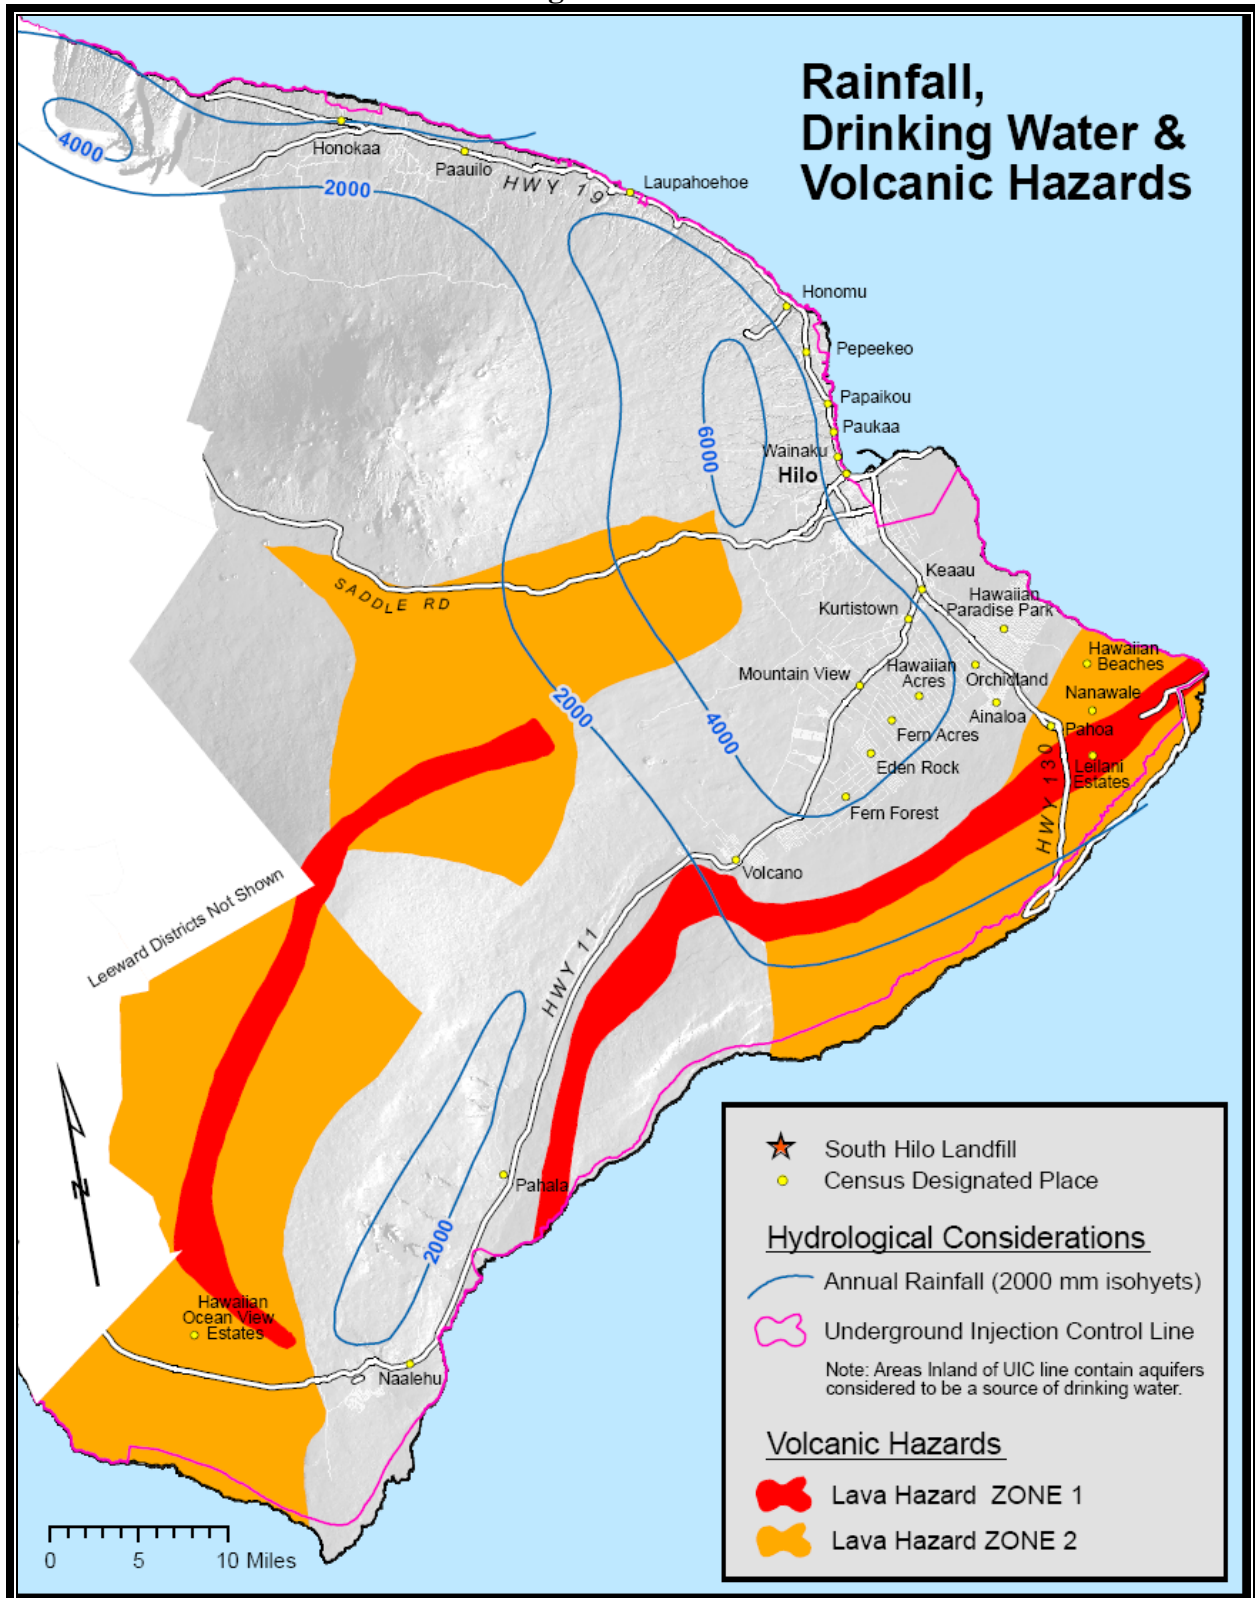 Rainfall,
Drinking Water &
Volcanic Hazards
4000
Honokaa
Paauilo
HWY 19
Laupahoehoe
2000
Honomu
Pepeekeo
Papaikou
Paukaa
6000
Wainaku
Hilo
SADDLE RD
Keaau
Hawaiian
Paradise Park
Kurtistown
Hawaiian
Beaches
Mountain View
Hawaiian
Acres
Orchidland
Nanawale
2000
4000
Ainaloa
Pahoa
Fern Acres
Eden Rock
Leilani
Estates
HWY 130
Fern Forest
Volcano
Leeward Districts Not Shown
HWY 11
Pahala
2000
Hawaiian
Ocean View
Estates
Naalehu
N
0 5 10 Miles
South Hilo Landfill
Census Designated Place
Hydrological Considerations
Annual Rainfall (2000 mm isohyets)
Underground Injection Control Line
Note: Areas Inland of UIC line contain aquifers
considered to be a source of drinking water.
Volcanic Hazards
Lava Hazard ZONE 1
Lava Hazard ZONE 2